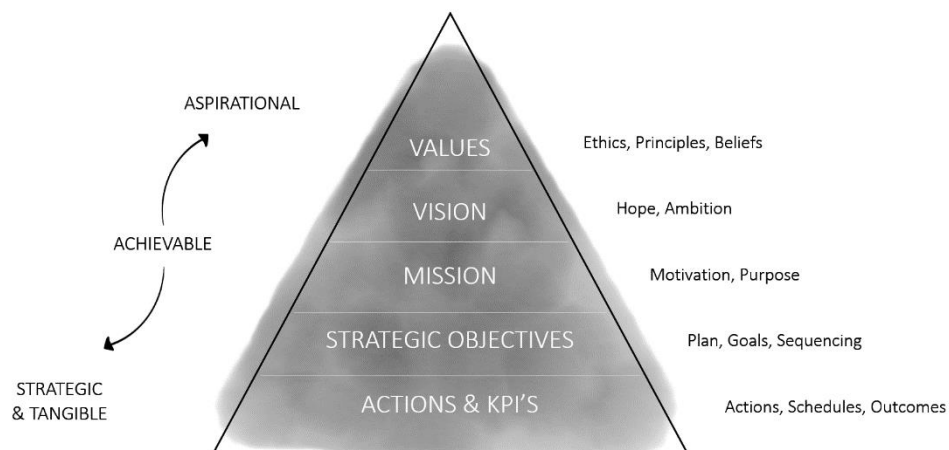 ASPIRATIONAL
VALUES
Ethics, Principles, Beliefs
VISION
Hope, Ambition
ACHIEVABLE
MISSION
Motivation, Purpose
STRATEGIC OBJECTIVES
Plan, Goals, Sequencing
STRATEGIC
& TANGIBLE
ACTIONS & KPI'S
Actions, Schedules, Outcomes